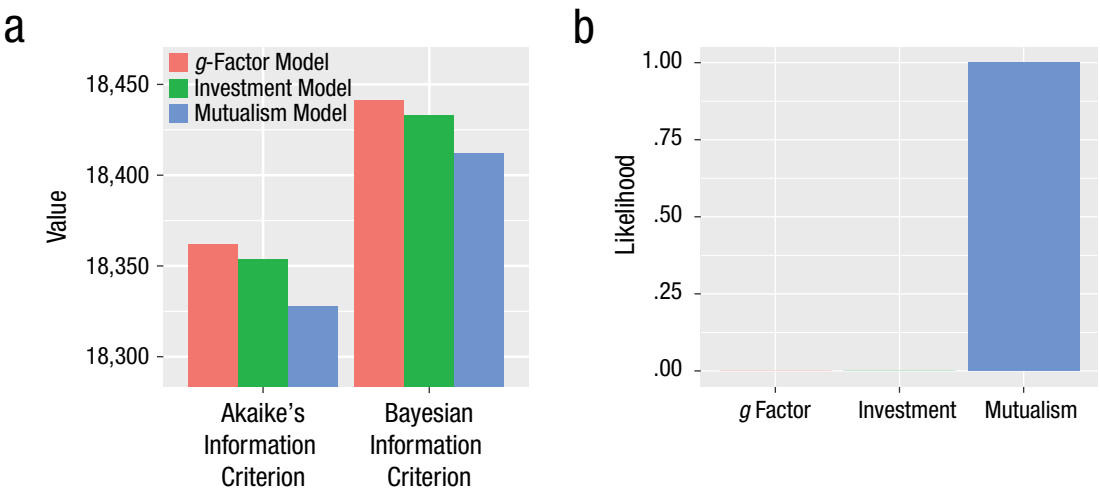 a
g-Factor Model
Investment Model
Mutualism Model
18,450
18,400
18,350
18,300
Value
Akaike's
Information
Criterion
Bayesian
Information
Criterion
b
1.00
.75
.50
.25
.00
Likelihood
g Factor
Investment
Mutualism